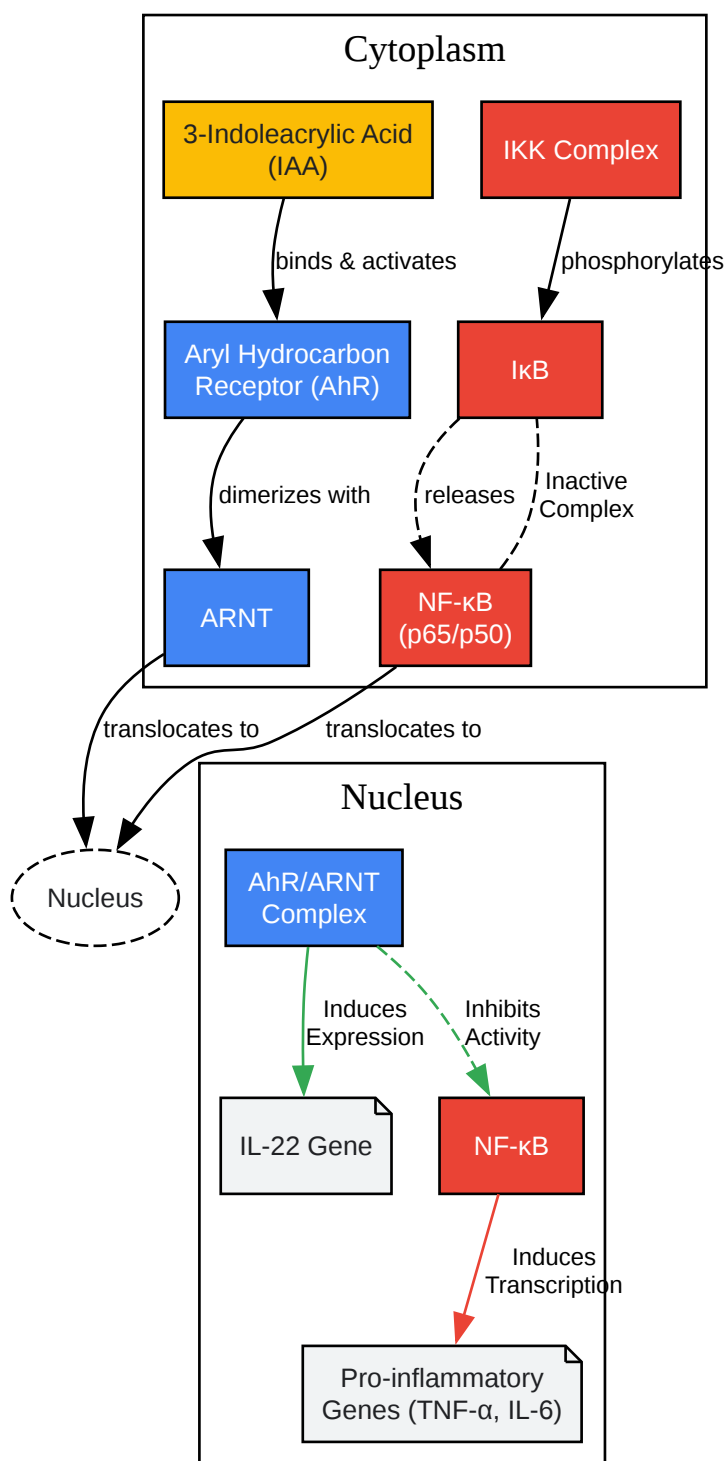 Cytoplasm
3-Indoleacrylic Acid
(IAA)
IKK Complex
binds & activates
phosphorylates
Aryl Hydrocarbon
Receptor (AhR)
IκB
dimerizes with
releases
Inactive
Complex
ARNT
NF-κB
(p65/p50)
translocates to
translocates to
Nucleus
Nucleus
AhR/ARNT
Complex
Induces
Expression
Inhibits
Activity
IL-22 Gene
NF-κB
Induces
Transcription
Pro-inflammatory
Genes (TNF-α, IL-6)